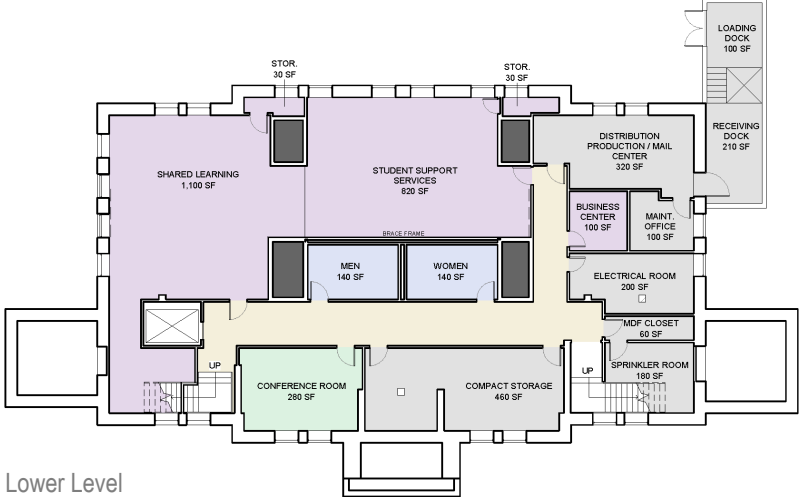 LOADING
DOCK
100 SF
STOR.
30 SF
STOR.
30 SF
RECEIVING
DOCK
210 SF
DISTRIBUTION
PRODUCTION / MAIL
CENTER
320 SF
SHARED LEARNING
1,100 SF
STUDENT SUPPORT
SERVICES
820 SF
BUSINESS
CENTER
100 SF
MAINT.
OFFICE
100 SF
BRACE FRAME
MEN
140 SF
WOMEN
140 SF
ELECTRICAL ROOM
200 SF
MDF CLOSET
60 SF
UP
UP
SPRINKLER ROOM
180 SF
CONFERENCE ROOM
280 SF
COMPACT STORAGE
460 SF
Lower Level